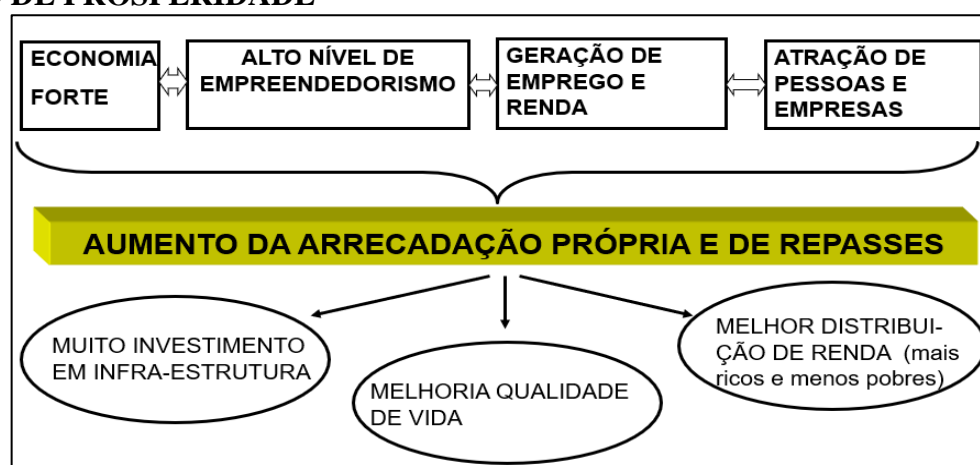 DE PROSPERIDADE
ECONOMIA
FORTE
ALTO NÍVEL DE
EMPREENDEDORISMO
GERAÇÃO DE
EMPREGO E
RENDA
ATRAÇÃO DE
PESSOAS E
EMPRESAS
AUMENTO DA ARRECADAÇÃO PRÓPRIA E DE REPASSES
MUITO INVESTIMENTO
EM INFRA-ESTRUTURA
MELHORIA QUALIDADE
DE VIDA
MELHOR DISTRIBUI-
ÇÃO DE RENDA (mais
ricos e menos pobres)